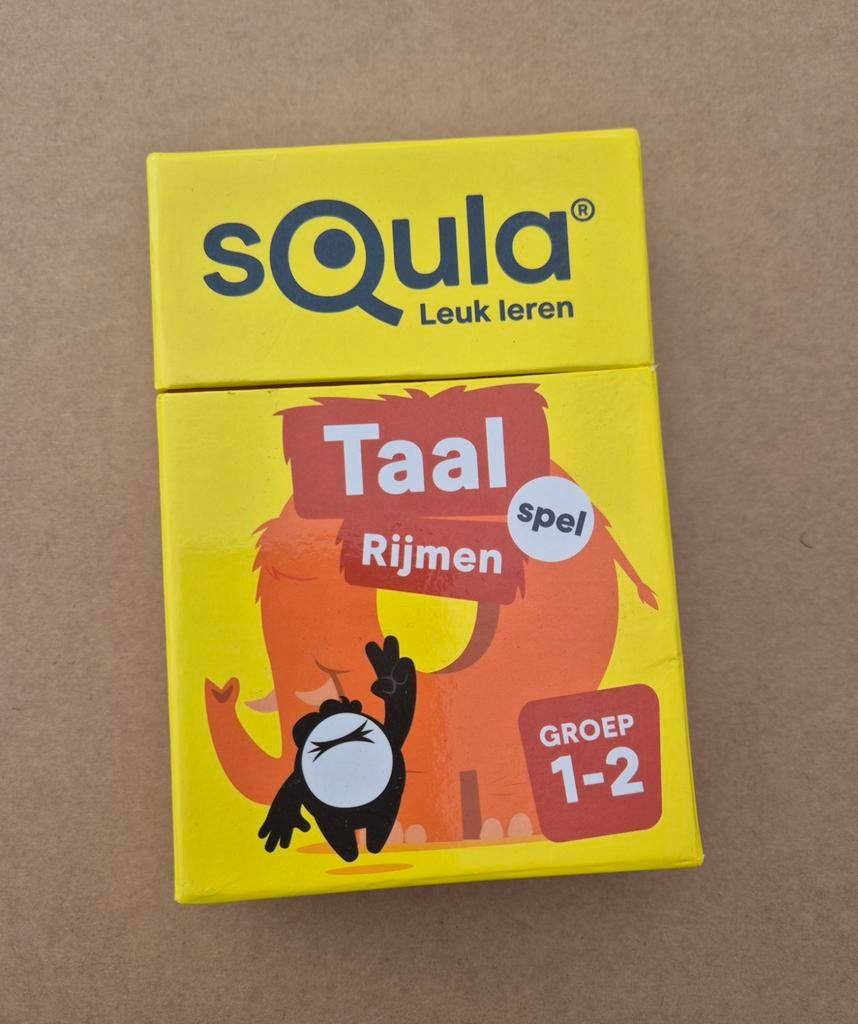 sQula®
Leuk leren
Taal
spel
Rijmen
GROEP
1-2